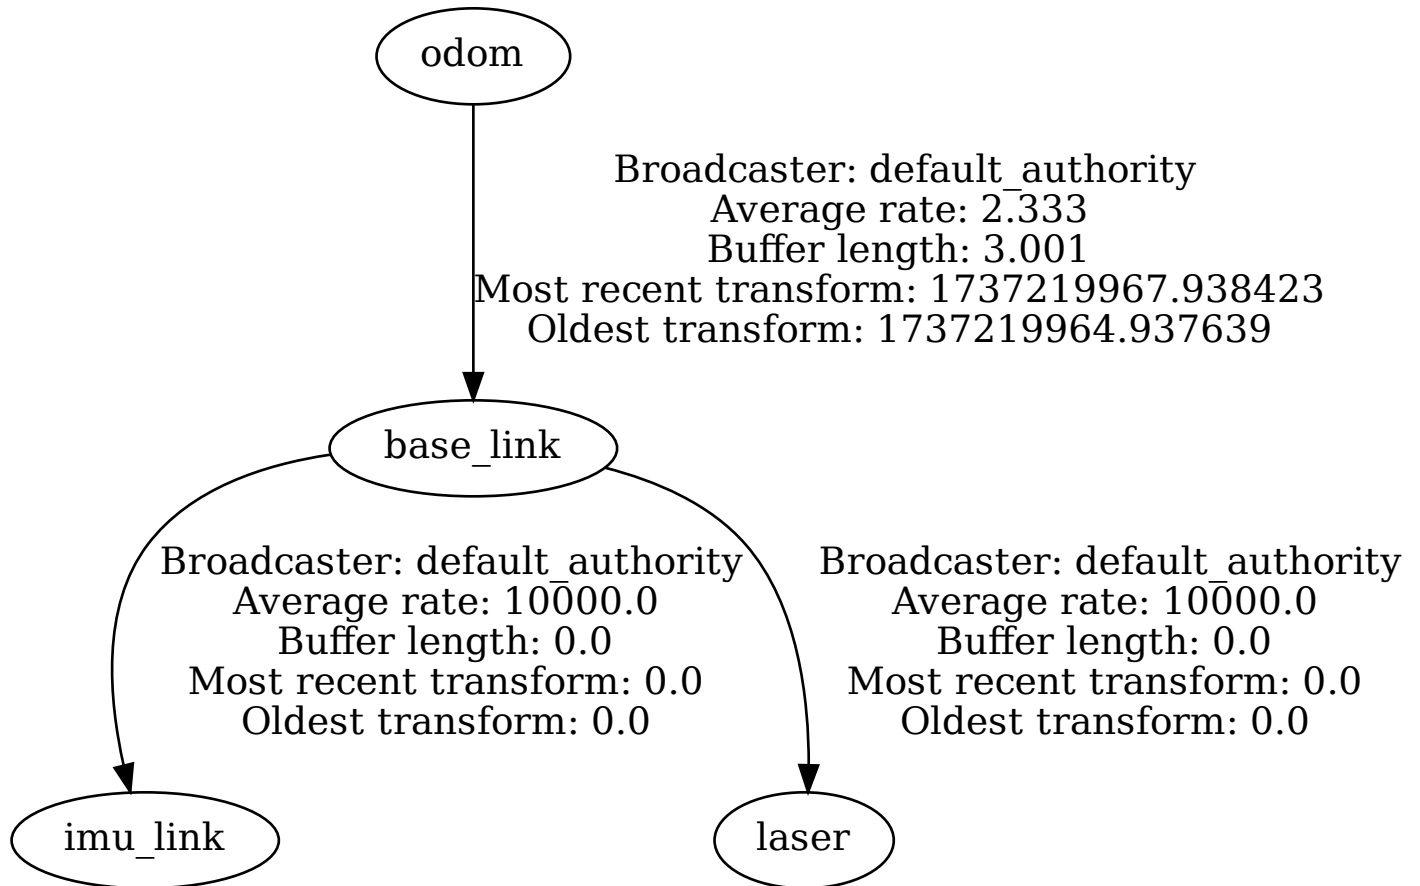 odom
Broadcaster: default_authority
Average rate: 2.333
Buffer length: 3.001
Most recent transform: 1737219967.938423
Oldest transform: 1737219964.937639
base_link
Broadcaster: default_authority
Average rate: 10000.0
Buffer length: 0.0
Most recent transform: 0.0
Oldest transform: 0.0
Broadcaster: default_authority
Average rate: 10000.0
Buffer length: 0.0
Most recent transform: 0.0
Oldest transform: 0.0
imu_link
laser